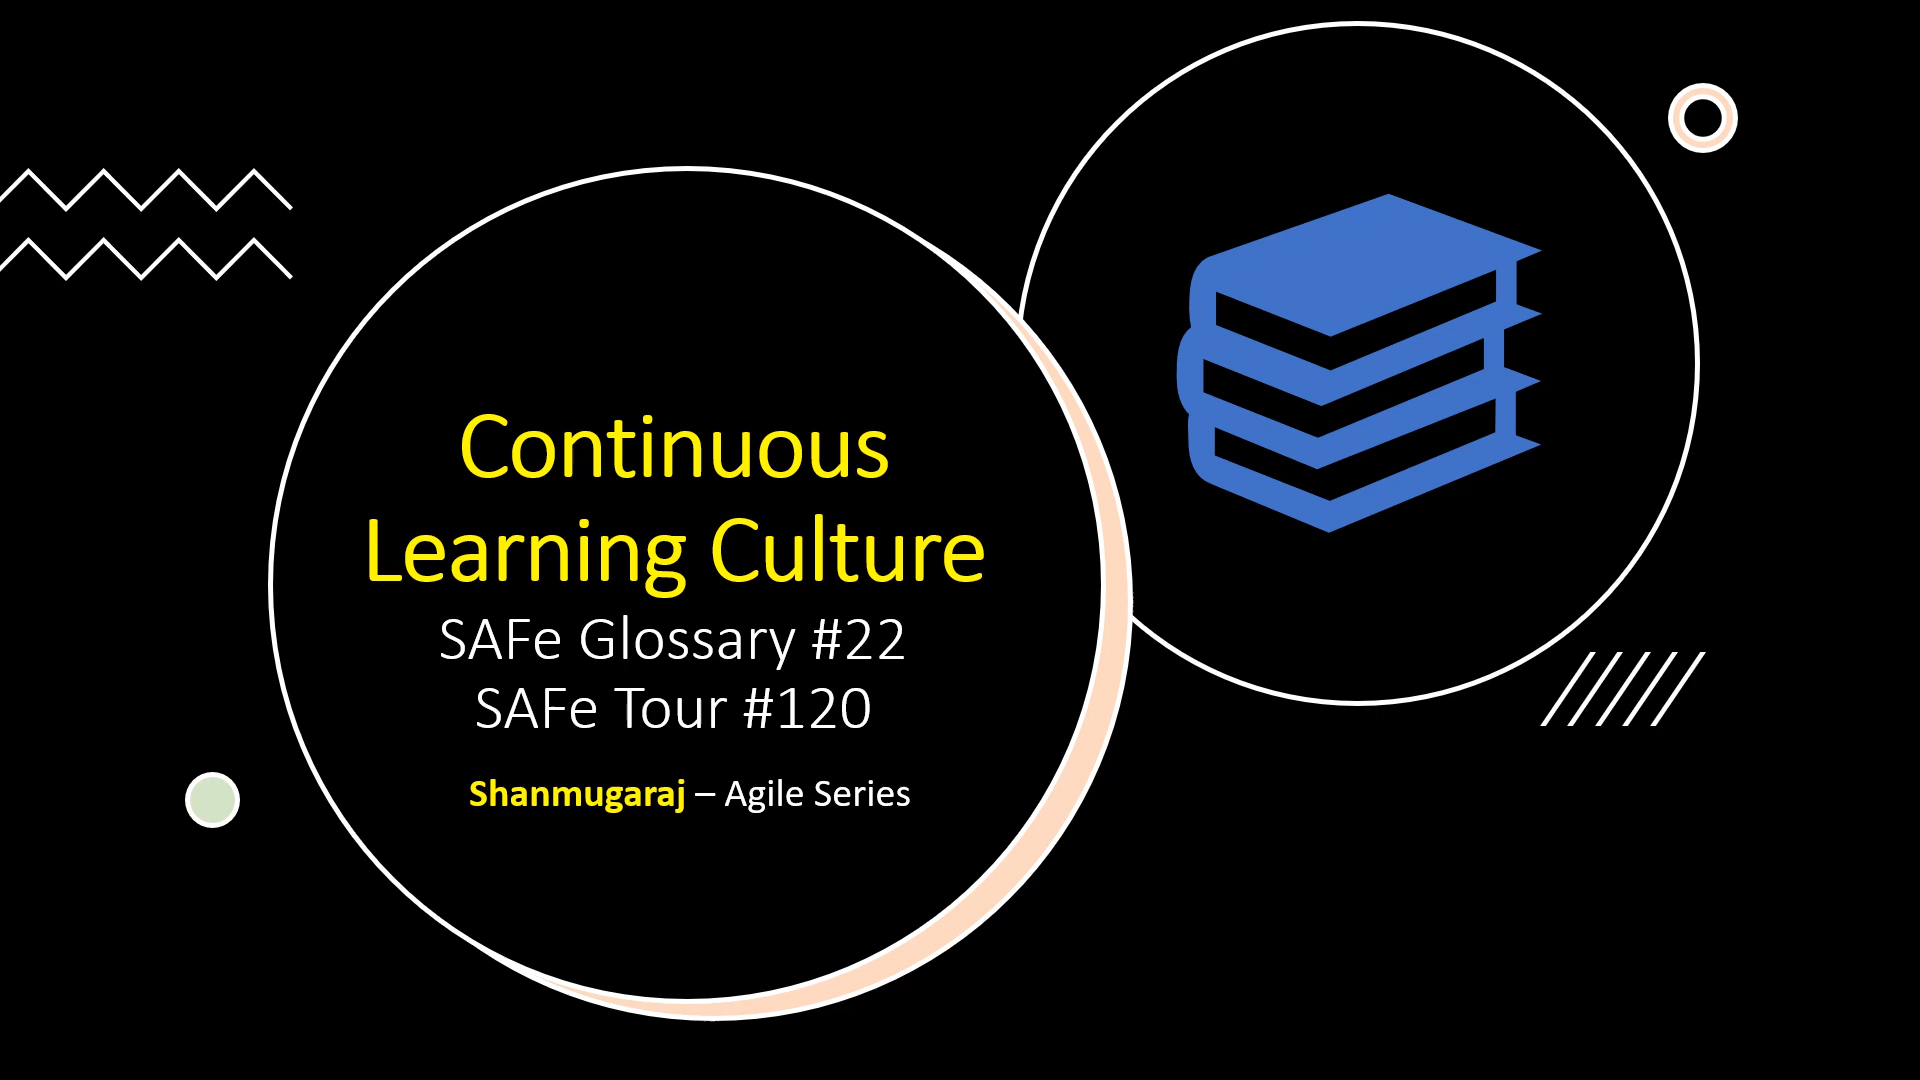 Continuous
Learning Culture
SAFe Glossary #22
SAFe Tour #120
Shanmugaraj – Agile Series